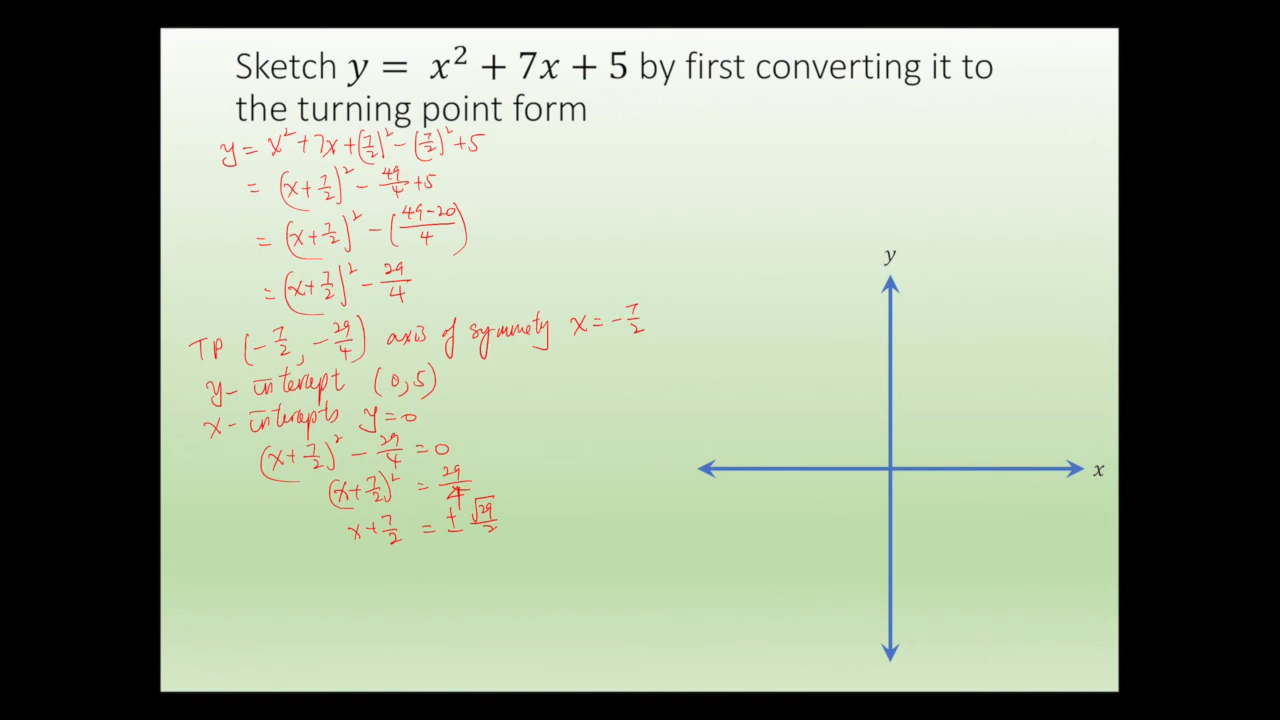 Sketch y = x² + 7x + 5 by first converting it to
the turning point form
y = x² + 7x + (7/2)² − (7/2)² + 5
= (x + 7/2)² − 49/4 + 5
= (x + 7/2)² − (49−20/4)
= (x + 7/2)² − 29/4
TP (−7/2, −29/4) axis of symmety x = −7/2
y- intercept (0,5)
x- intercepts y=0
(x + 7/2)² − 29/4 = 0
(x + 7/2)² = 29/4
x + 7/2 = ± √29/2
y
x